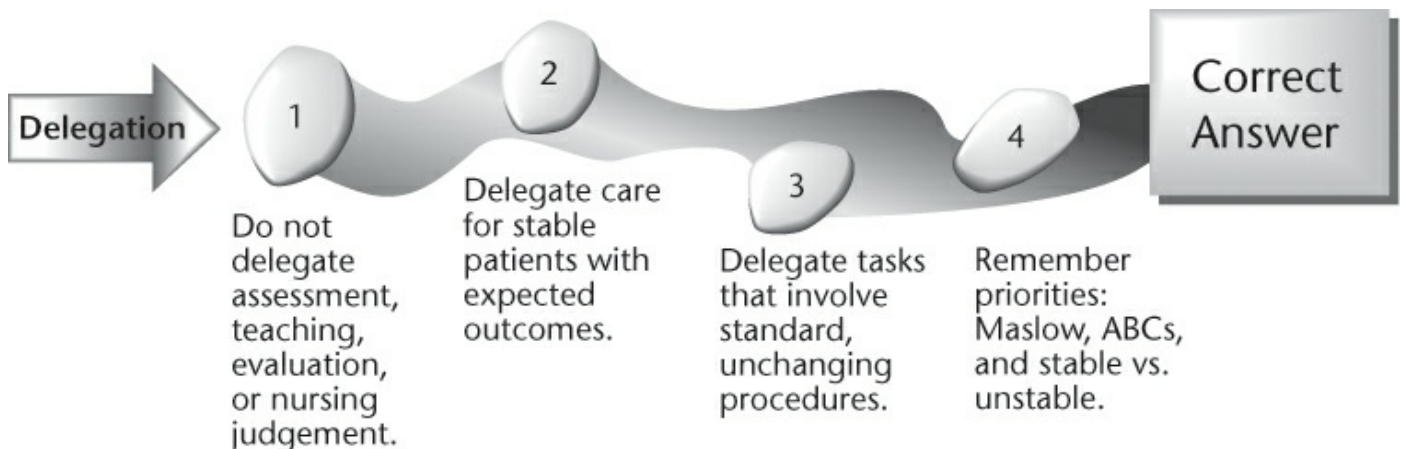 Delegation
1
Do not
delegate
assessment,
teaching,
evaluation,
or nursing
judgement.
2
Delegate care
for stable
patients with
expected
outcomes.
3
Delegate tasks
that involve
standard,
unchanging
procedures.
4
Remember
priorities:
Maslow, ABCs,
and stable vs.
unstable.
Correct
Answer